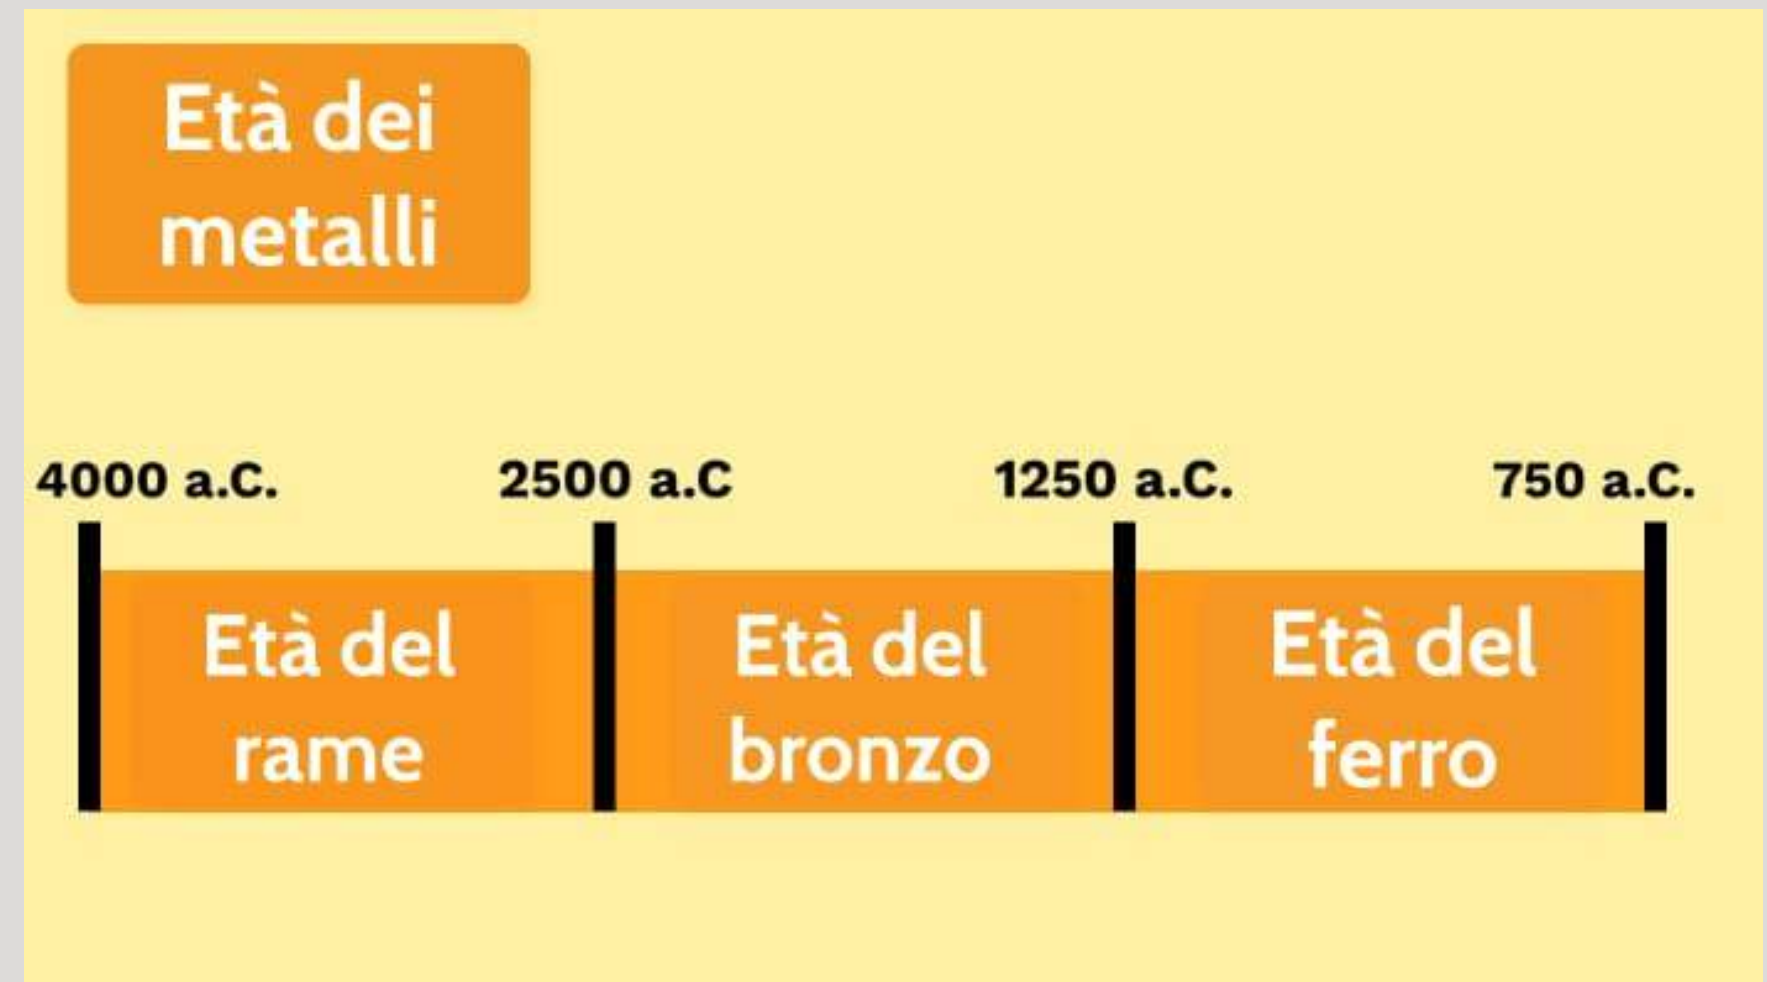 Età dei
metalli
4000 a.C. 2500 a.C 1250 a.C. 750 a.C.
Età del
rame
Età del
bronzo
Età del
ferro